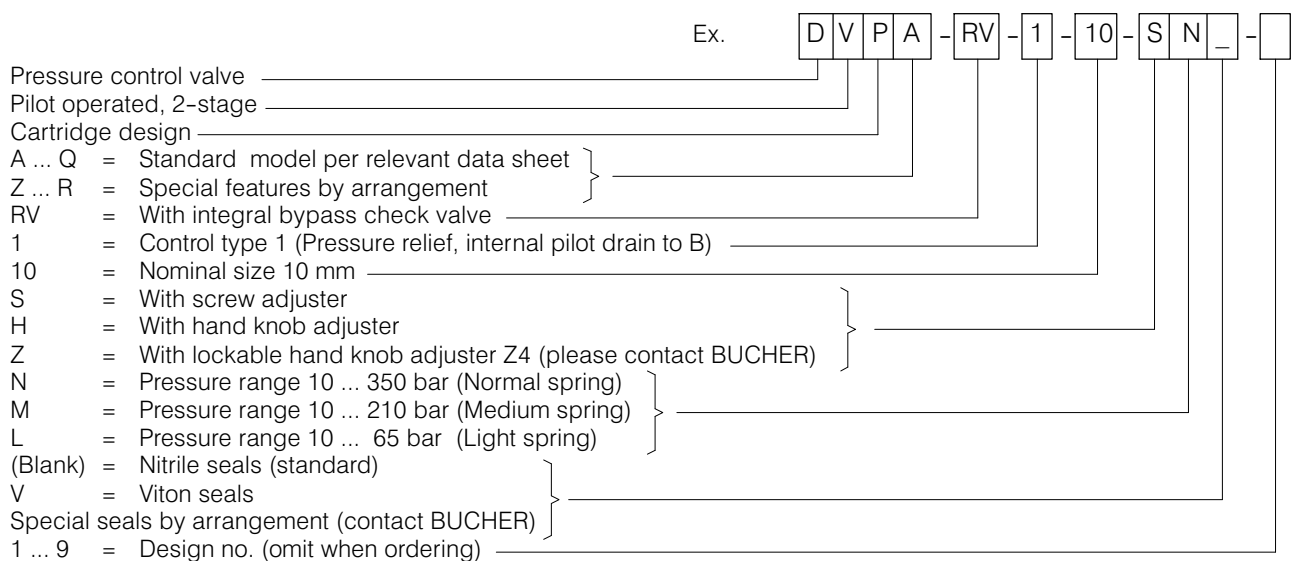 Ex. D V P A - RV - 1 - 10 - S N _ -
Pressure control valve
Pilot operated, 2-stage
Cartridge design
A ... Q = Standard model per relevant data sheet
Z ... R = Special features by arrangement
RV = With integral bypass check valve
1 = Control type 1 (Pressure relief, internal pilot drain to B)
10 = Nominal size 10 mm
S = With screw adjuster
H = With hand knob adjuster
Z = With lockable hand knob adjuster Z4 (please contact BUCHER)
N = Pressure range 10 ... 350 bar (Normal spring)
M = Pressure range 10 ... 210 bar (Medium spring)
L = Pressure range 10 ... 65 bar (Light spring)
(Blank) = Nitrile seals (standard)
V = Viton seals
Special seals by arrangement (contact BUCHER)
1 ... 9 = Design no. (omit when ordering)